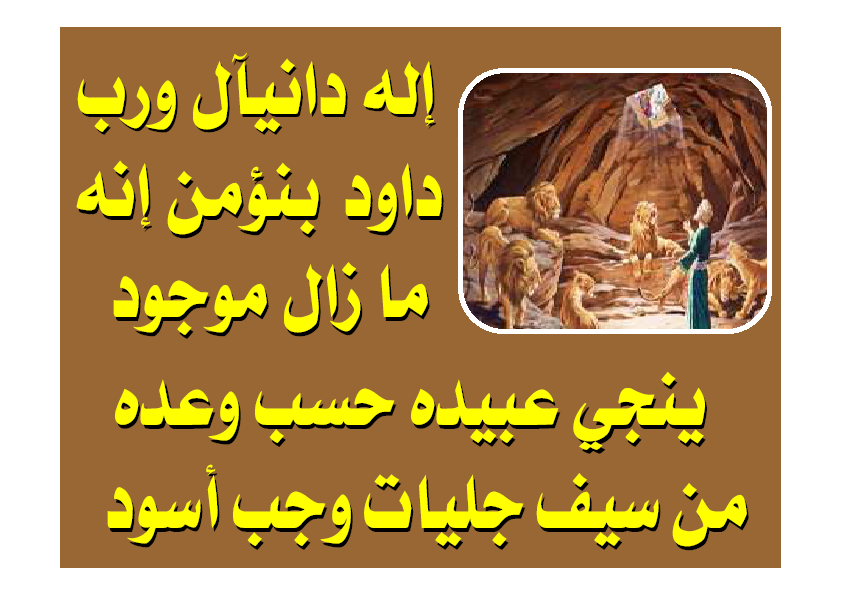 إله دانيآل ورب
داود بنؤمن إنه
ما زال موجود
ينجي عبيده حسب وعده
من سيف جليات وجب أسود